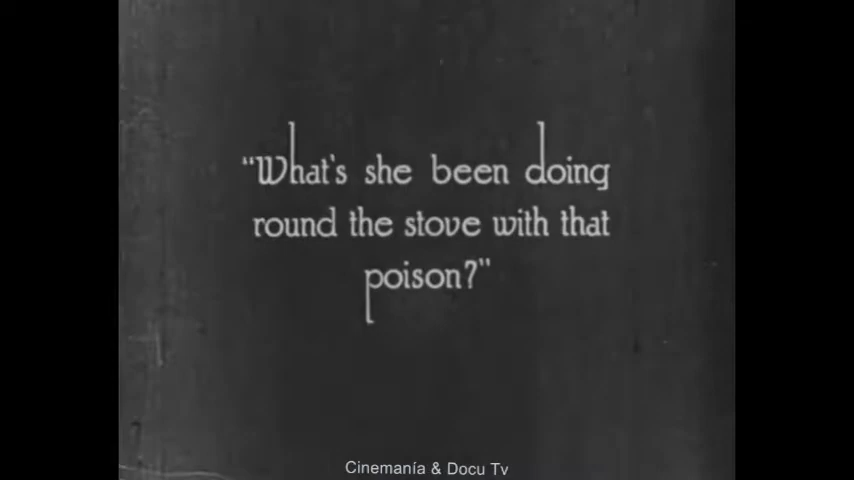 "What's she been doing
round the stove with that
poison?"
Cinemanía & Docu Tv